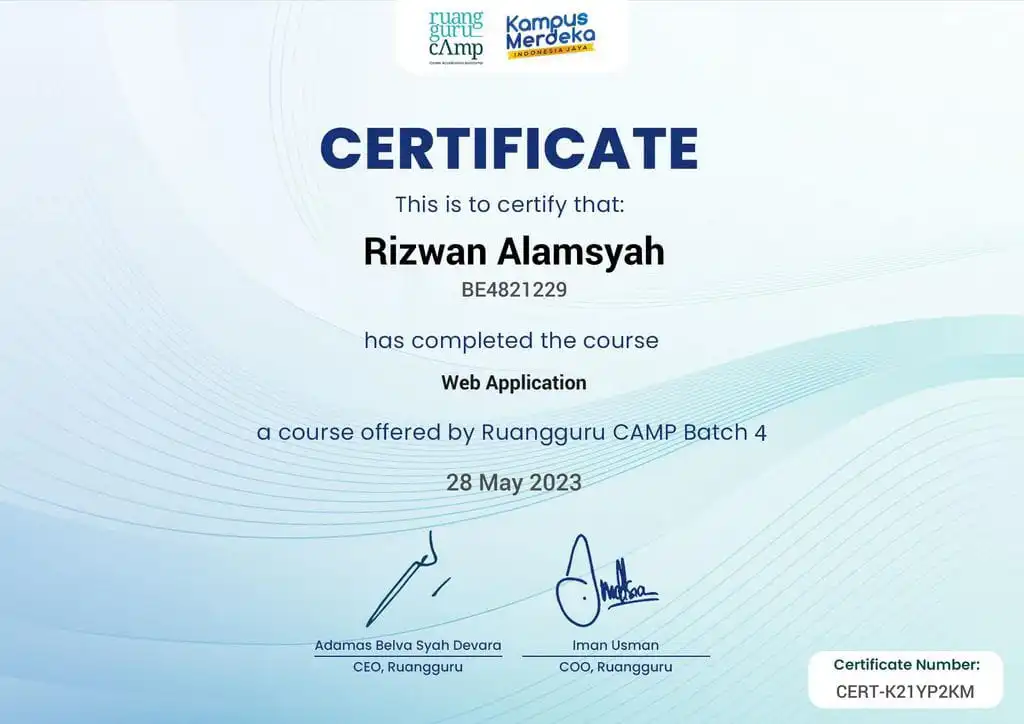 ruang
guru
cAmp
Kampus
Merdeka
INDONESIA JAYA
CERTIFICATE
This is to certify that:
Rizwan Alamsyah
BE4821229
has completed the course
Web Application
a course offered by Ruangguru CAMP Batch 4
28 May 2023
Adamas Belva Syah Devara
CEO, Ruangguru
Iman Usman
COO, Ruangguru
Certificate Number:
CERT-K21YP2KM